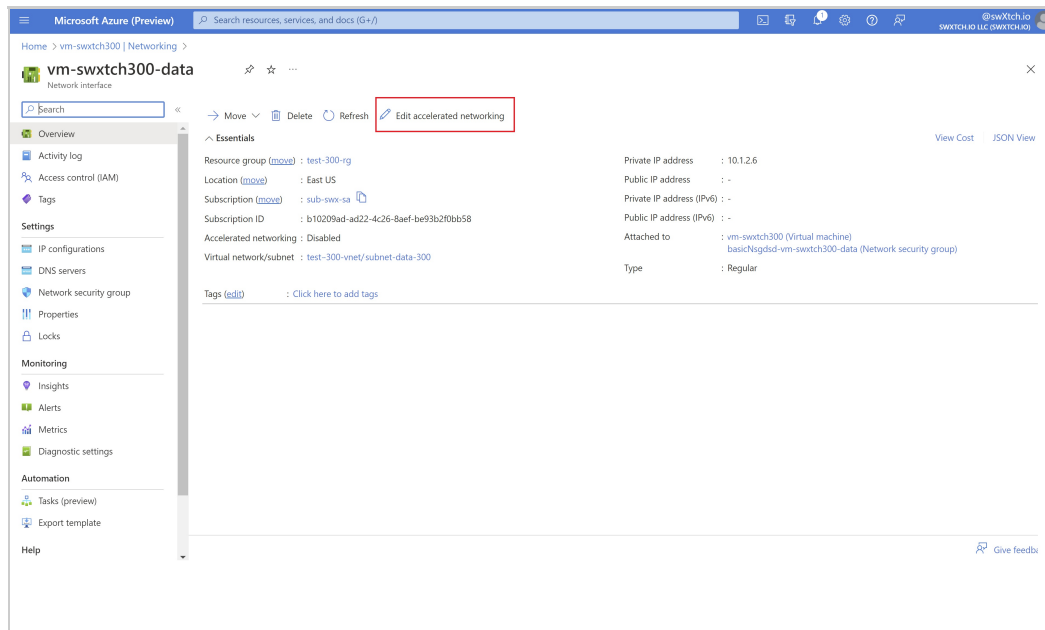 Microsoft Azure (Preview)
Search resources, services, and docs (G+/)
1
@swXtch.io
SWXTCH.IO LLC (SWXTCH.IO)
Home > vm-swxtch300 | Networking >
vm-swxtch300-data
Network interface
Search
Overview
Activity log
Access control (IAM)
Tags
Settings
IP configurations
DNS servers
Network security group
Properties
Locks
Monitoring
Insights
Alerts
Metrics
Diagnostic settings
Automation
Tasks (preview)
Export template
Help
Move
Delete
Refresh
Edit accelerated networking
Essentials
View Cost
JSON View
Resource group (move) : test-300-rg
Location (move) : East US
Subscription (move) : sub-swx-sa
Subscription ID : b10209ad-ad22-4c26-8aef-be93b2f0bb58
Accelerated networking : Disabled
Virtual network/subnet : test-300-vnet/subnet-data-300
Private IP address : 10.1.2.6
Public IP address : -
Private IP address (IPv6) : -
Public IP address (IPv6) : -
Attached to : vm-swxtch300 (Virtual machine)
basicNsgdsd-vm-swxtch300-data (Network security group)
Type : Regular
Tags (edit) : Click here to add tags
Give feedba